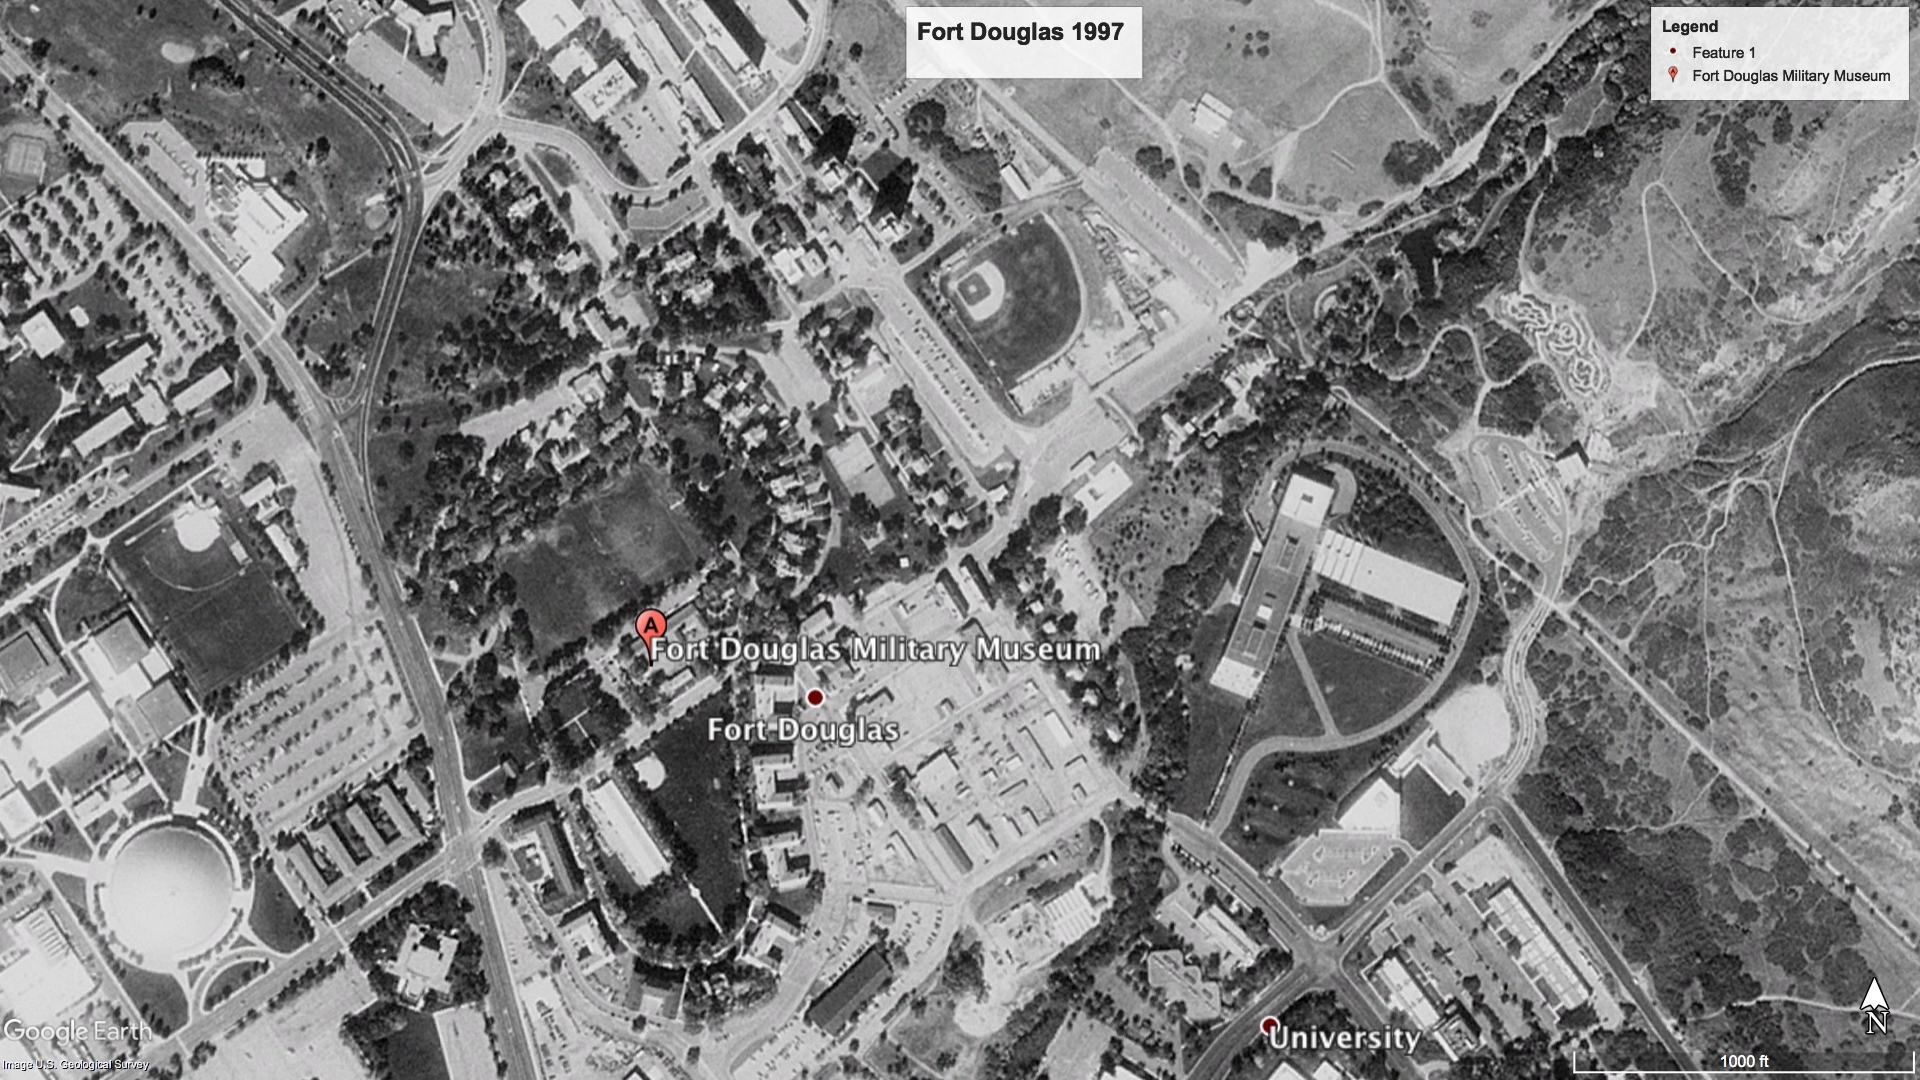 Fort Douglas 1997
Legend
Feature 1
A Fort Douglas Military Museum
A
Fort Douglas Military Museum
Fort Douglas
University
Google Earth
Image U.S. Geological Survey
N
1000 ft